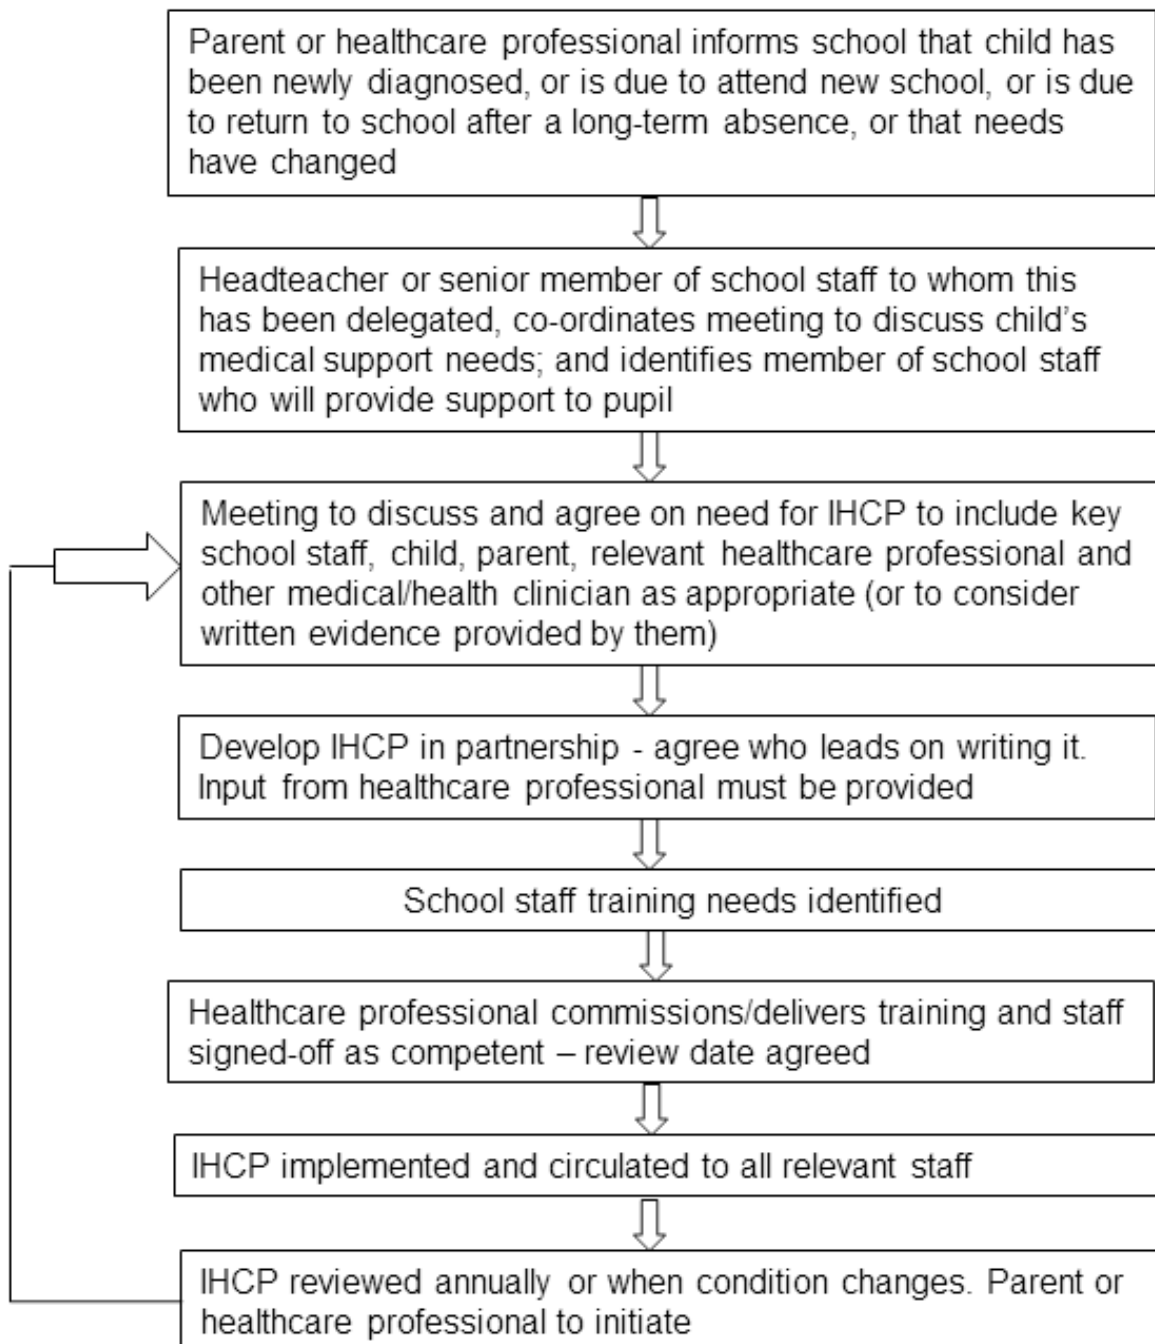 Parent or healthcare professional informs school that child has
been newly diagnosed, or is due to attend new school, or is due
to return to school after a long-term absence, or that needs
have changed
Headteacher or senior member of school staff to whom this
has been delegated, co-ordinates meeting to discuss child's
medical support needs; and identifies member of school staff
who will provide support to pupil
Meeting to discuss and agree on need for IHCP to include key
school staff, child, parent, relevant healthcare professional and
other medical/health clinician as appropriate (or to consider
written evidence provided by them)
Develop IHCP in partnership - agree who leads on writing it.
Input from healthcare professional must be provided
School staff training needs identified
Healthcare professional commissions/delivers training and staff
signed-off as competent – review date agreed
IHCP implemented and circulated to all relevant staff
IHCP reviewed annually or when condition changes. Parent or
healthcare professional to initiate